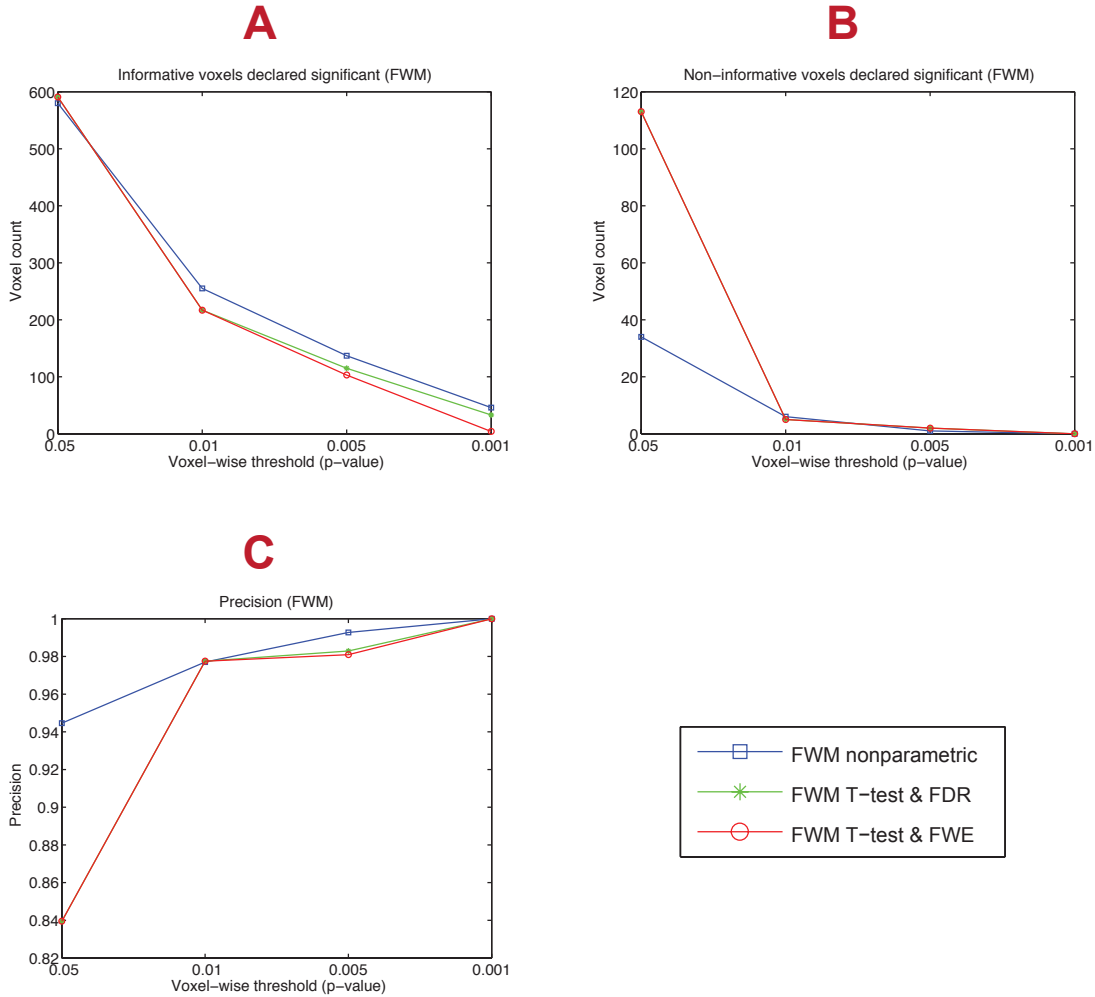 A
Informative voxels declared significant (FWM)
600
500
400
300
200
100
0
Voxel count
0.05
0.01
0.005
0.001
Voxel−wise threshold (p−value)
B
Non−informative voxels declared significant (FWM)
120
100
80
60
40
20
0
Voxel count
0.05
0.01
0.005
0.001
Voxel−wise threshold (p−value)
C
Precision (FWM)
1
0.98
0.96
0.94
0.92
0.9
0.88
0.86
0.84
0.82
Precision
0.05
0.01
0.005
0.001
Voxel−wise threshold (p−value)
FWM nonparametric
FWM T−test & FDR
FWM T−test & FWE